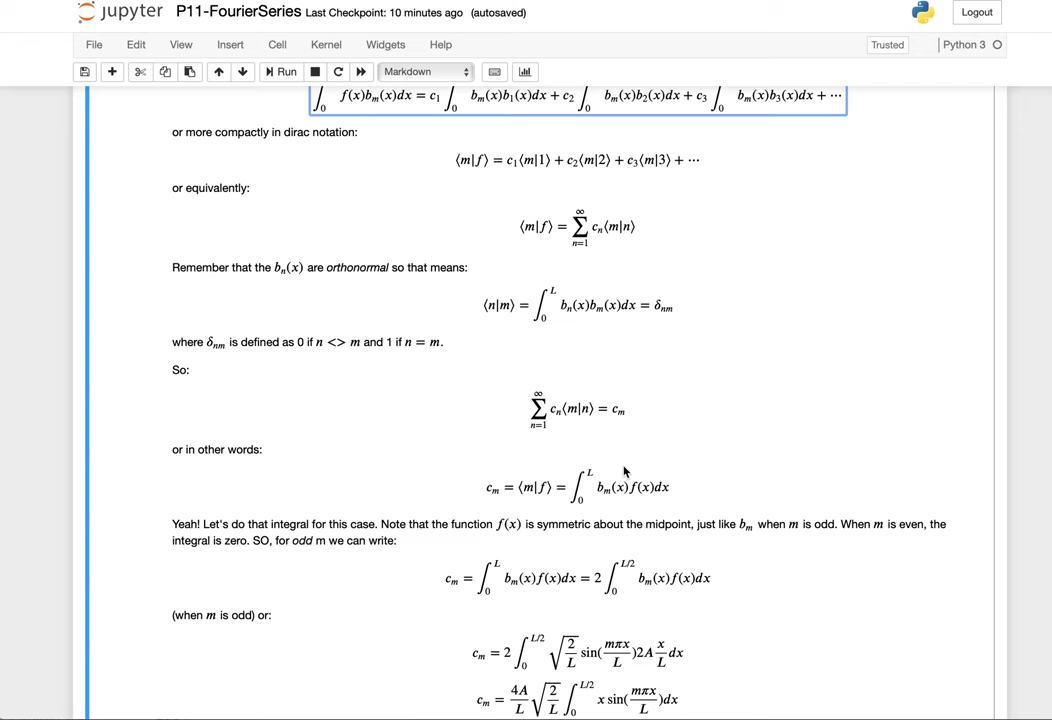 jupyter P11-FourierSeries Last Checkpoint: 10 minutes ago (autosaved) Logout
File Edit View Insert Cell Kernel Widgets Help Trusted Python 3
Run Markdown
∫₀ f(x)bₘ(x)dx = c₁ ∫₀ bₘ(x)b₁(x)dx + c₂ ∫₀ bₘ(x)b₂(x)dx + c₃ ∫₀ bₘ(x)b₃(x)dx + ⋯
or more compactly in dirac notation:
⟨m|f⟩ = c₁⟨m|1⟩ + c₂⟨m|2⟩ + c₃⟨m|3⟩ + ⋯
or equivalently:
⟨m|f⟩ = ∑_{n=1}^{∞} cₙ⟨m|n⟩
Remember that the bₙ(x) are orthonormal so that means:
⟨n|m⟩ = ∫₀^L bₙ(x)bₘ(x)dx = δₙₘ
where δₙₘ is defined as 0 if n <> m and 1 if n = m.
So:
∑_{n=1}^{∞} cₙ⟨m|n⟩ = cₘ
or in other words:
cₘ = ⟨m|f⟩ = ∫₀^L bₘ(x)f(x)dx
Yeah! Let's do that integral for this case. Note that the function f(x) is symmetric about the midpoint, just like bₘ when m is odd. When m is even, the
integral is zero. SO, for odd m we can write:
cₘ = ∫₀^L bₘ(x)f(x)dx = 2 ∫₀^{L/2} bₘ(x)f(x)dx
(when m is odd) or:
cₘ = 2 ∫₀^{L/2} √(2/L) sin(mπx/L)2A x/L dx
cₘ = 4A/L √(2/L) ∫₀^{L/2} x sin(mπx/L)dx